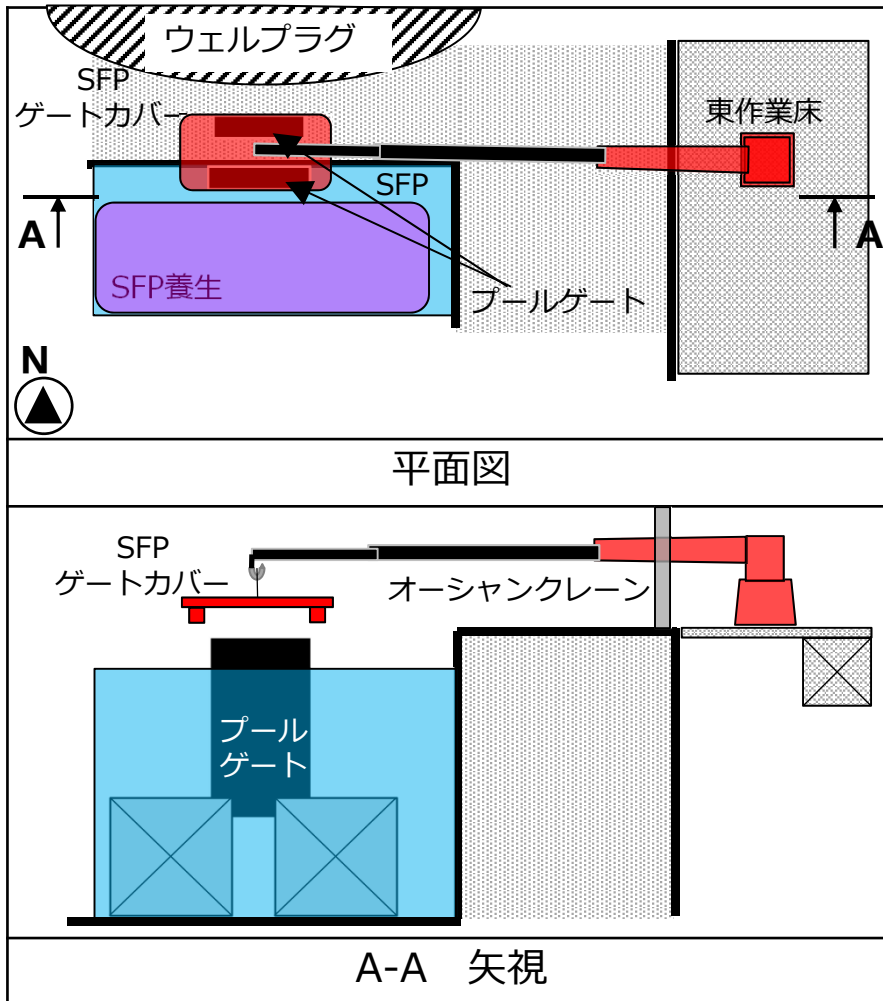 ウェルプラグ
SFP
ゲートカバー
東作業床
SFP
A
A
SFP養生
プールゲート
N
平面図
SFP
ゲートカバー
オーシャンクレーン
プール
ゲート
A-A 矢視